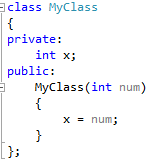 class MyClass
{
private:
    int x;
public:
    MyClass(int num)
    {
        x = num;
    }
};